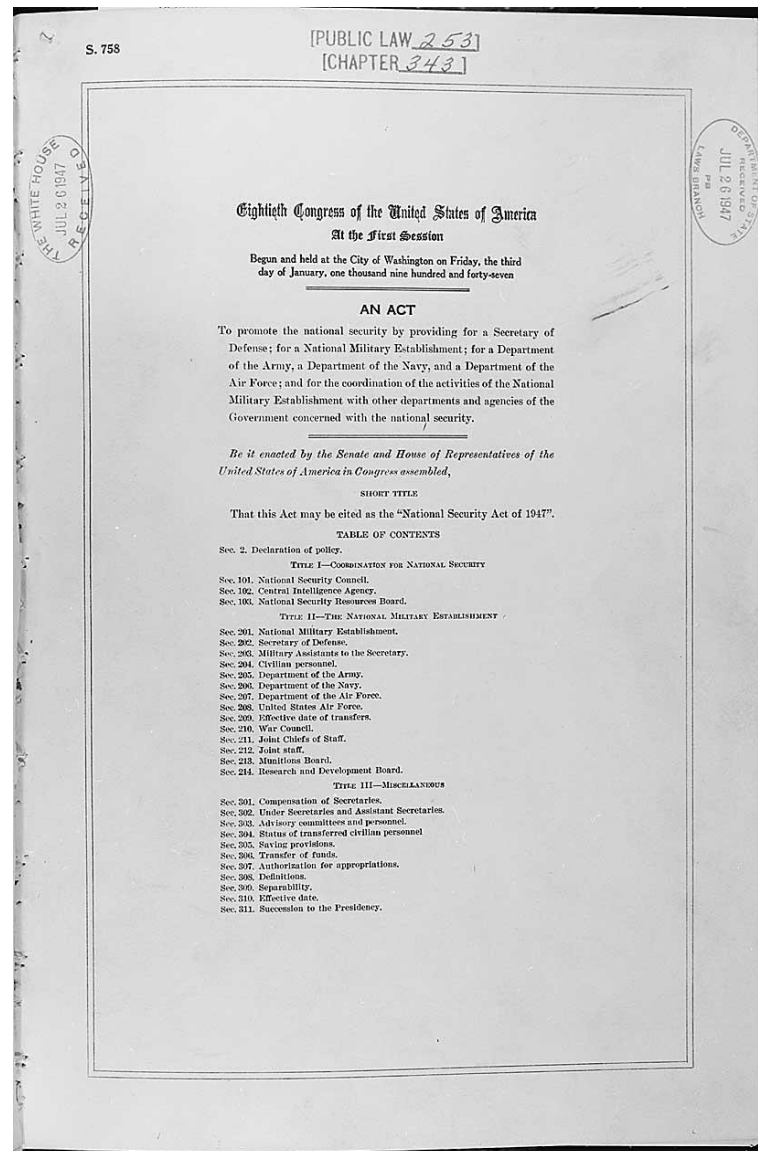 S. 758
[PUBLIC LAW 253]
[CHAPTER 343]
THE WHITE HOUSE
JUL 26 1947
RECEIVED
DEPARTMENT OF STATE
RECEIVED
JUL 26 1947
PB
LAWS BRANCH
Eightieth Congress of the United States of America
At the First Session
Begun and held at the City of Washington on Friday, the third
day of January, one thousand nine hundred and forty-seven
AN ACT
To promote the national security by providing for a Secretary of
Defense; for a National Military Establishment; for a Department
of the Army, a Department of the Navy, and a Department of the
Air Force; and for the coordination of the activities of the National
Military Establishment with other departments and agencies of the
Government concerned with the national security.
Be it enacted by the Senate and House of Representatives of the
United States of America in Congress assembled,
SHORT TITLE
That this Act may be cited as the “National Security Act of 1947”.
TABLE OF CONTENTS
Sec. 2. Declaration of policy.
TITLE I—COORDINATION FOR NATIONAL SECURITY
Sec. 101. National Security Council.
Sec. 102. Central Intelligence Agency.
Sec. 103. National Security Resources Board.
TITLE II—THE NATIONAL MILITARY ESTABLISHMENT
Sec. 201. National Military Establishment.
Sec. 202. Secretary of Defense.
Sec. 203. Military Assistants to the Secretary.
Sec. 204. Civilian personnel.
Sec. 205. Department of the Army.
Sec. 206. Department of the Navy.
Sec. 207. Department of the Air Force.
Sec. 208. United States Air Force.
Sec. 209. Effective date of transfers.
Sec. 210. War Council.
Sec. 211. Joint Chiefs of Staff.
Sec. 212. Joint staff.
Sec. 213. Munitions Board.
Sec. 214. Research and Development Board.
TITLE III—MISCELLANEOUS
Sec. 301. Compensation of Secretaries.
Sec. 302. Under Secretaries and Assistant Secretaries.
Sec. 303. Advisory committees and personnel.
Sec. 304. Status of transferred civilian personnel
Sec. 305. Saving provisions.
Sec. 306. Transfer of funds.
Sec. 307. Authorization for appropriations.
Sec. 308. Definitions.
Sec. 309. Separability.
Sec. 310. Effective date.
Sec. 311. Succession to the Presidency.